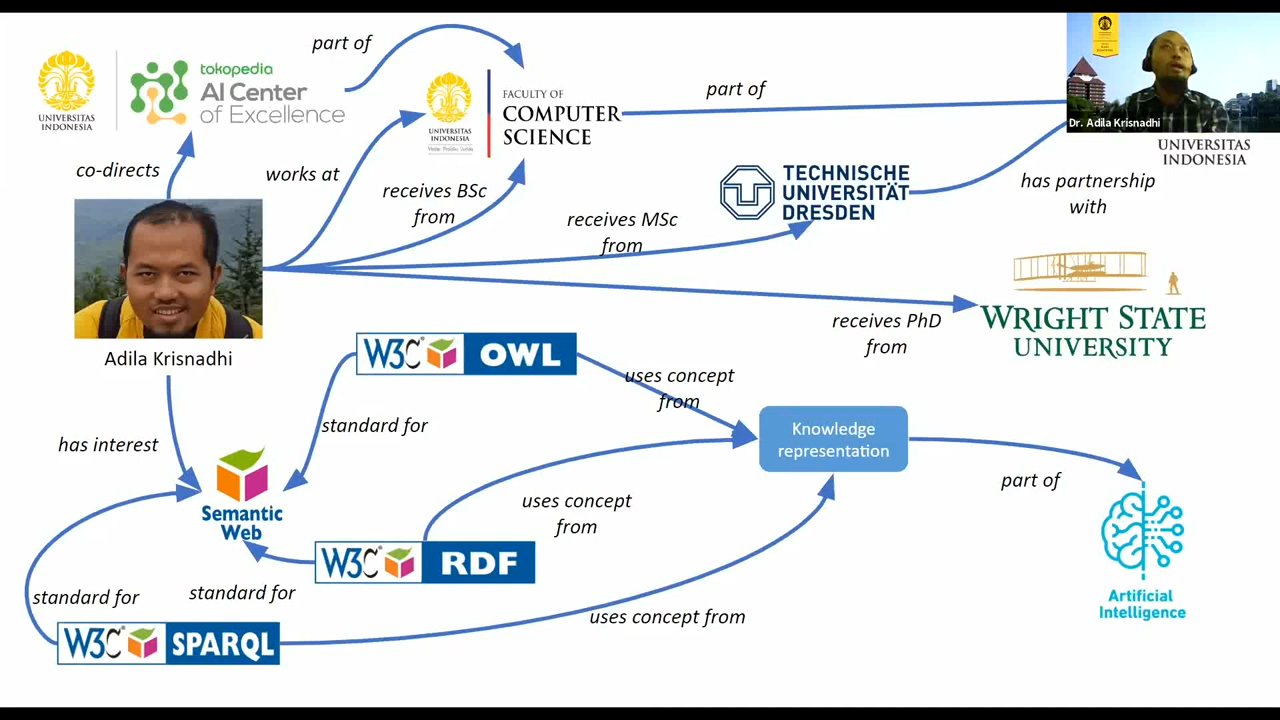 part of
UNIVERSITAS
INDONESIA
tokopedia
AI Center
of Excellence
UNIVERSITAS
INDONESIA
FACULTY OF
COMPUTER
SCIENCE
part of
Dr. Adila Krisnadhi
UNIVERSITAS
INDONESIA
co-directs
works at
receives BSc
from
receives MSc
from
TECHNISCHE
UNIVERSITÄT
DRESDEN
has partnership
with
Adila Krisnadhi
receives PhD
from
WRIGHT STATE
UNIVERSITY
W3C OWL
uses concept
from
standard for
has interest
Knowledge
representation
part of
Semantic
Web
uses concept
from
W3C RDF
standard for
standard for
W3C SPARQL
uses concept from
Artificial
Intelligence